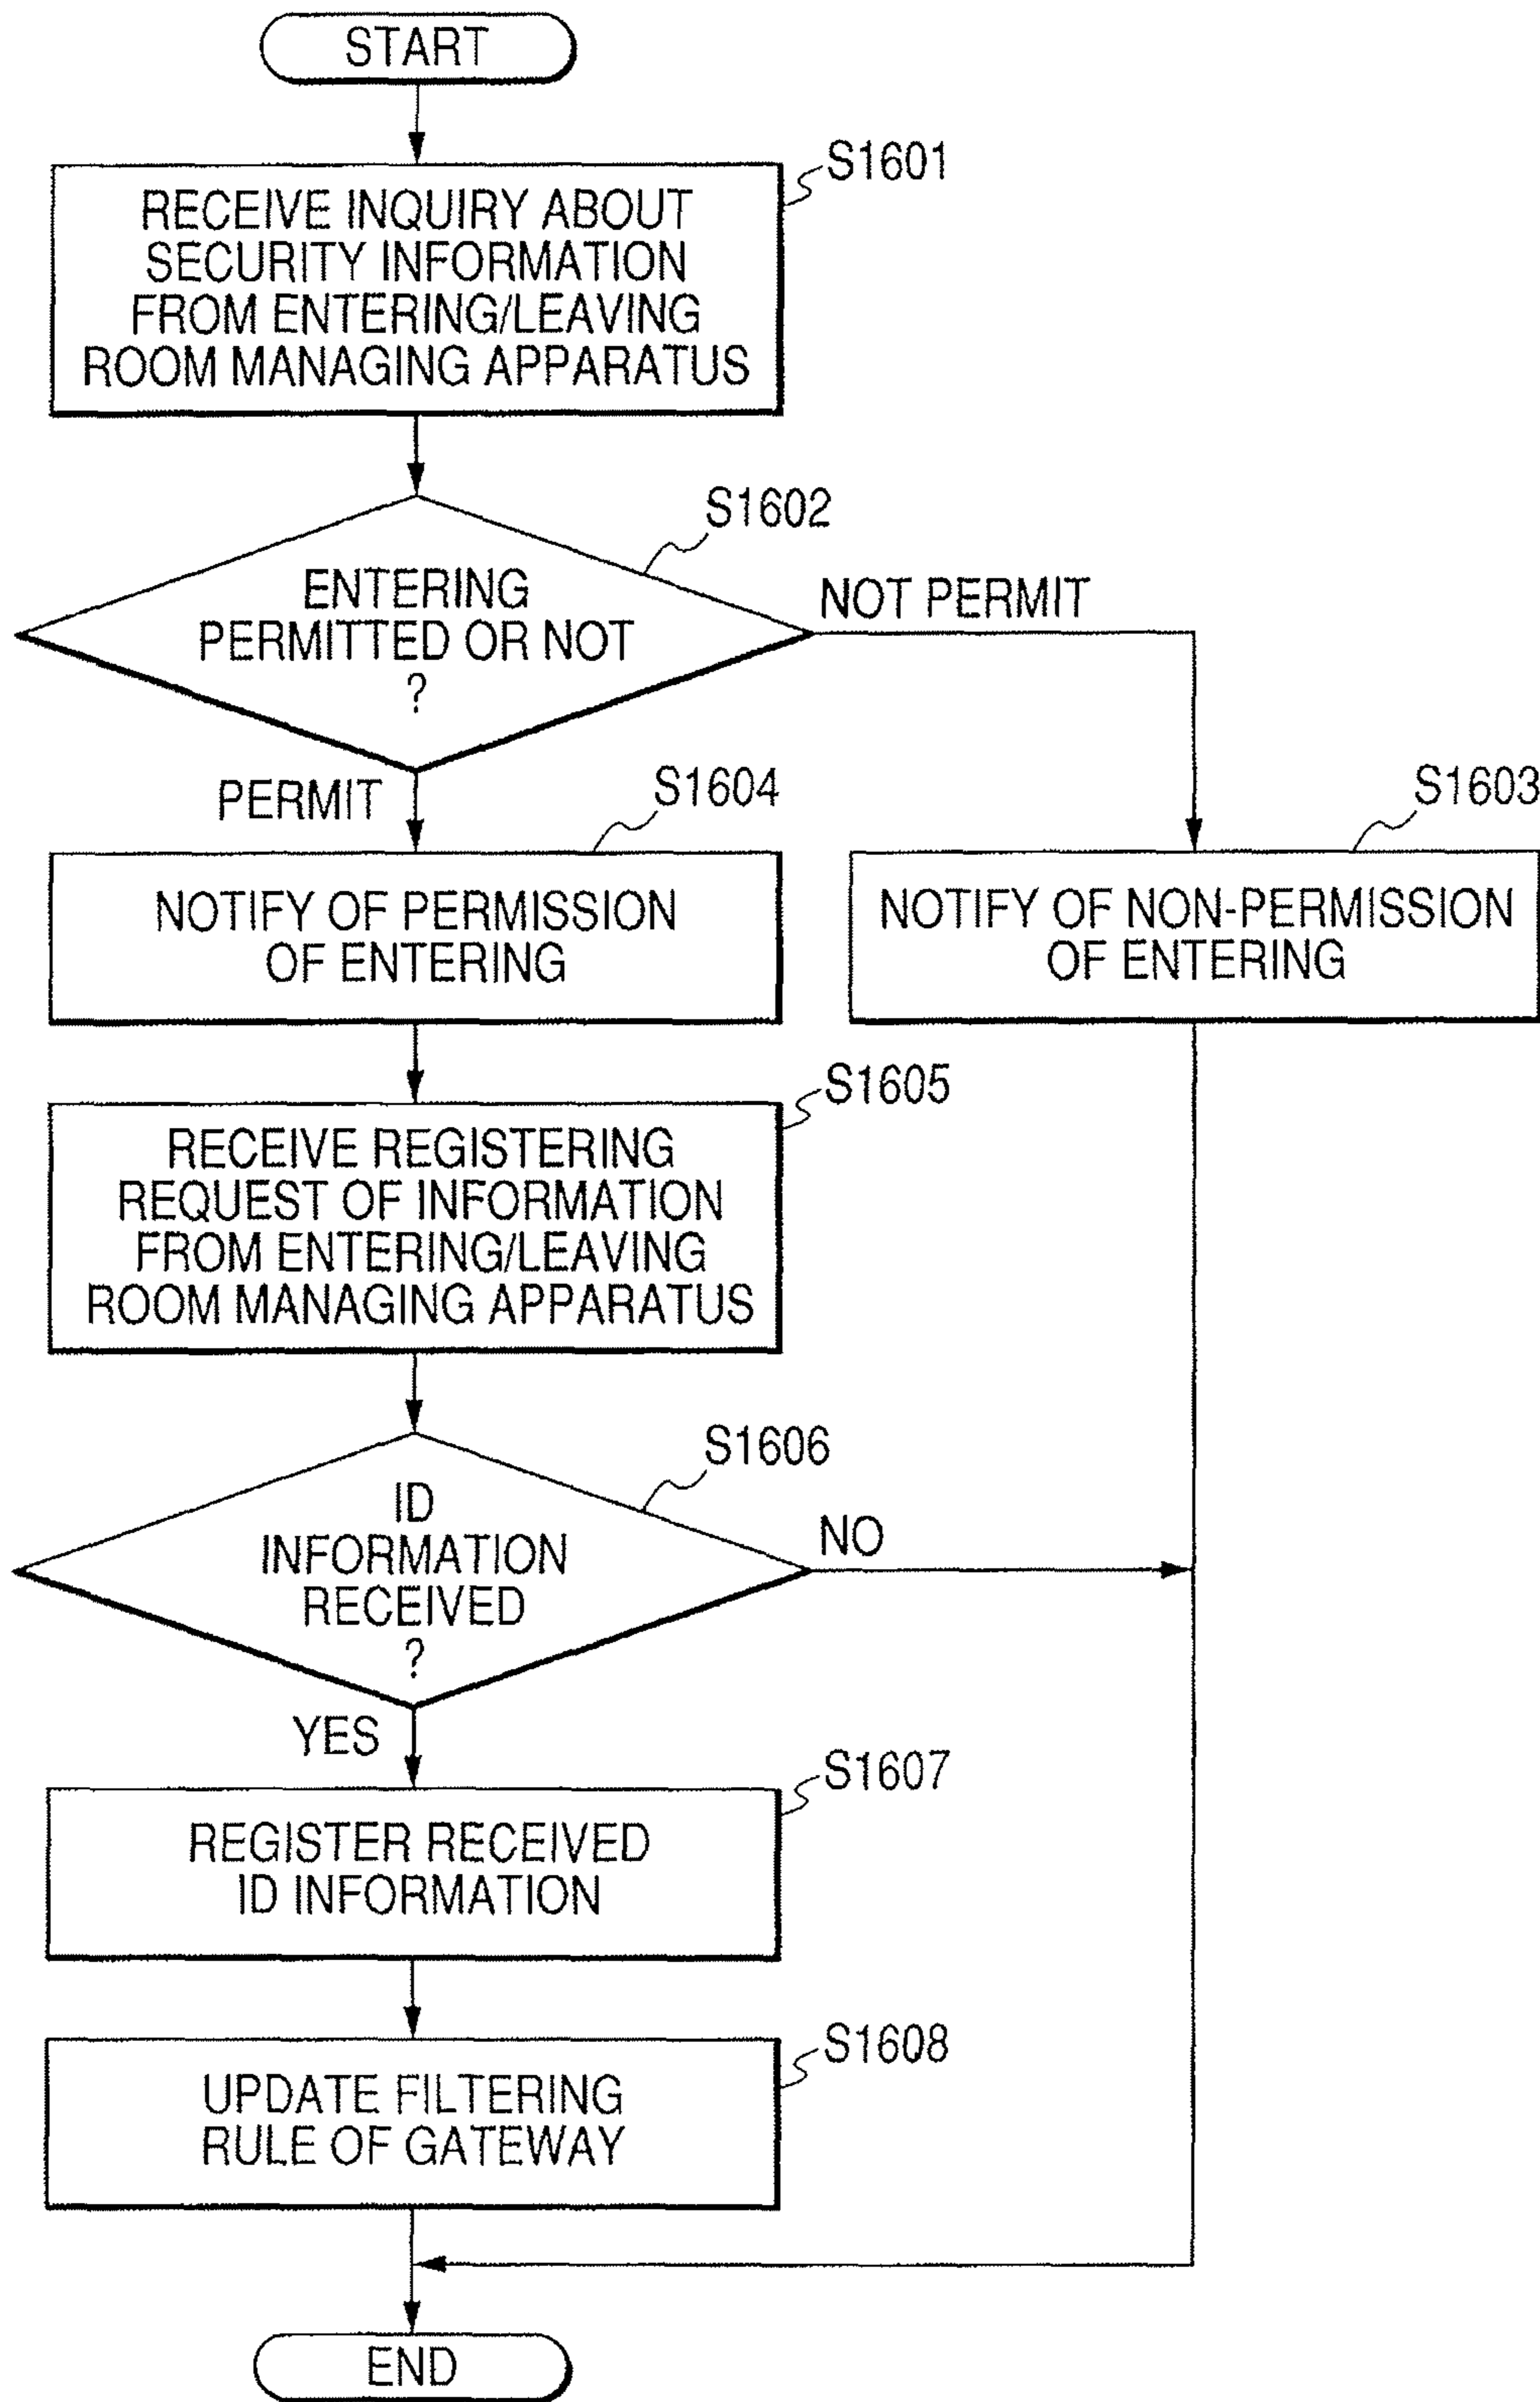 START
S1601
RECEIVE INQUIRY ABOUT
SECURITY INFORMATION
FROM ENTERING/LEAVING
ROOM MANAGING APPARATUS
S1602
ENTERING
PERMITTED OR NOT
?
NOT PERMIT
PERMIT
S1604
NOTIFY OF PERMISSION
OF ENTERING
S1603
NOTIFY OF NON-PERMISSION
OF ENTERING
S1605
RECEIVE REGISTERING
REQUEST OF INFORMATION
FROM ENTERING/LEAVING
ROOM MANAGING APPARATUS
S1606
ID
INFORMATION
RECEIVED
?
NO
YES
S1607
REGISTER RECEIVED
ID INFORMATION
S1608
UPDATE FILTERING
RULE OF GATEWAY
END